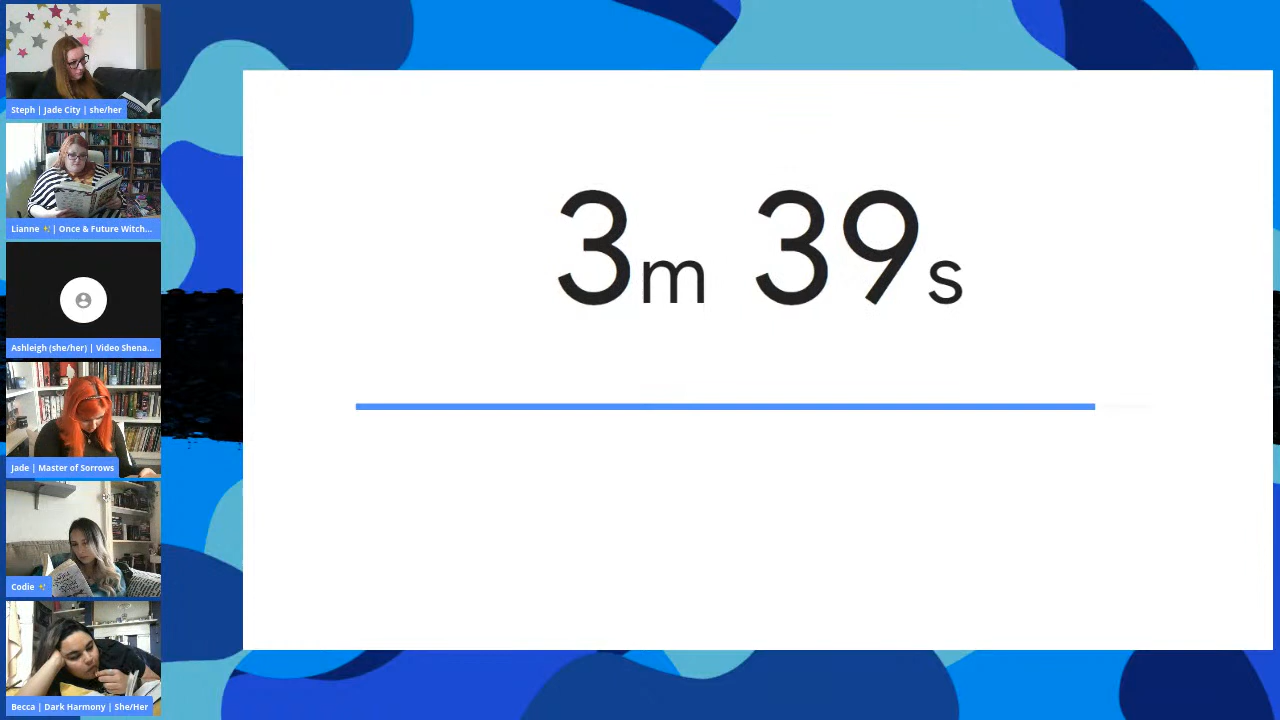 Steph | Jade City | she/her
Lianne ✨ | Once & Future Witch...
Ashleigh (she/her) | Video Shena...
Jade | Master of Sorrows
Codie ✨
Becca | Dark Harmony | She/Her
3m 39s